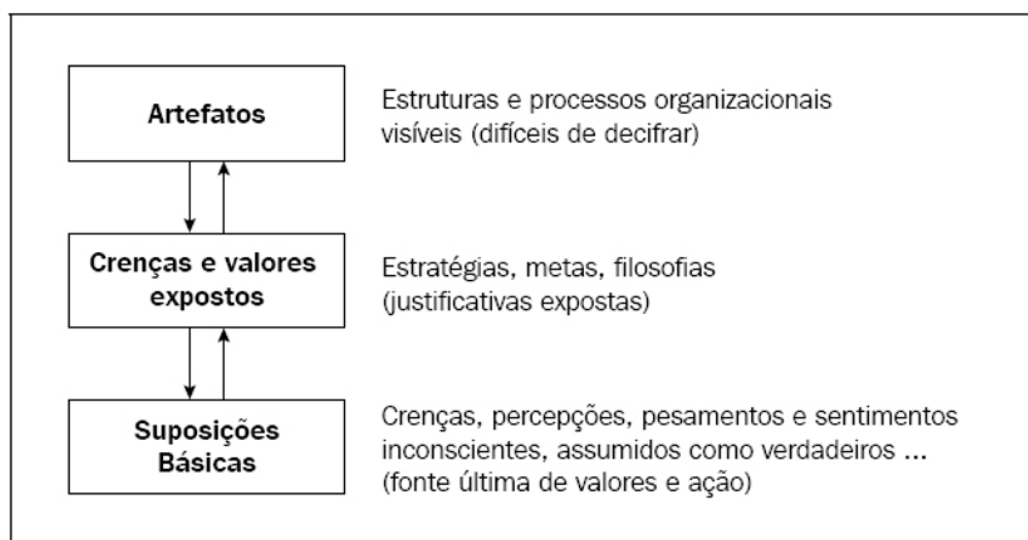 Artefatos
Estruturas e processos organizacionais
visíveis (difíceis de decifrar)
Crenças e valores
expostos
Estratégias, metas, filosofias
(justificativas expostas)
Suposições
Básicas
Crenças, percepções, pesamentos e sentimentos
inconscientes, assumidos como verdadeiros ...
(fonte última de valores e ação)